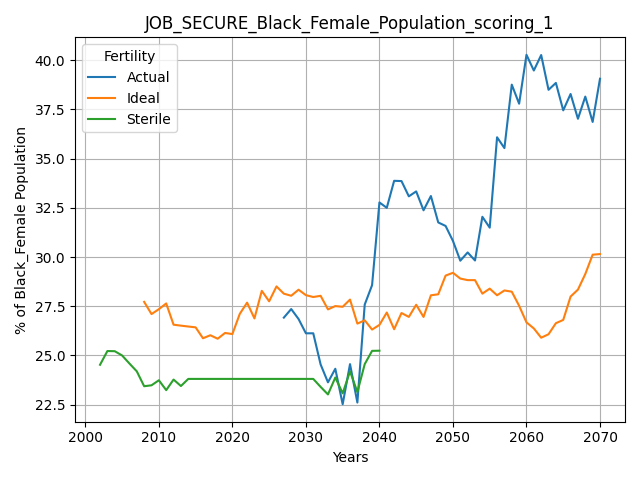 JOB_SECURE_Black_Female_Population_scoring_1
Fertility
Actual
Ideal
Sterile
% of Black_Female Population
40.0
37.5
35.0
32.5
30.0
27.5
25.0
22.5
2000 2010 2020 2030 2040 2050 2060 2070
Years